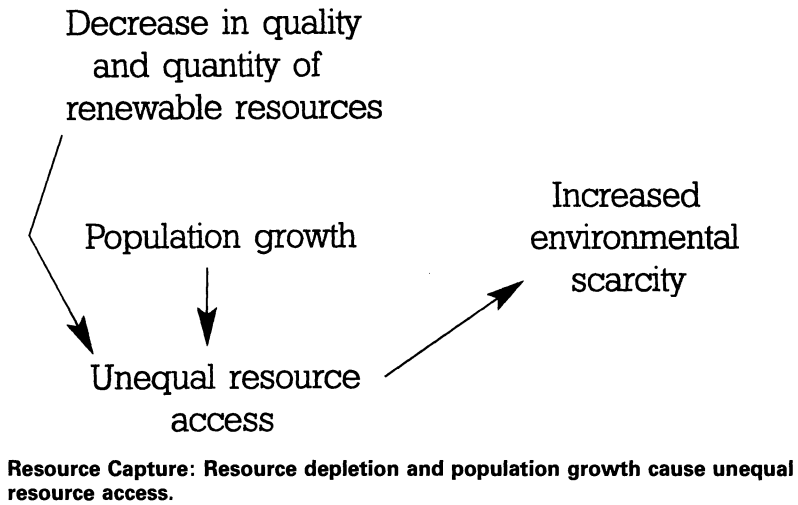 Decrease in quality
and quantity of
renewable resources
Population growth
Unequal resource
access
Increased
environmental
scarcity
Resource Capture: Resource depletion and population growth cause unequal
resource access.